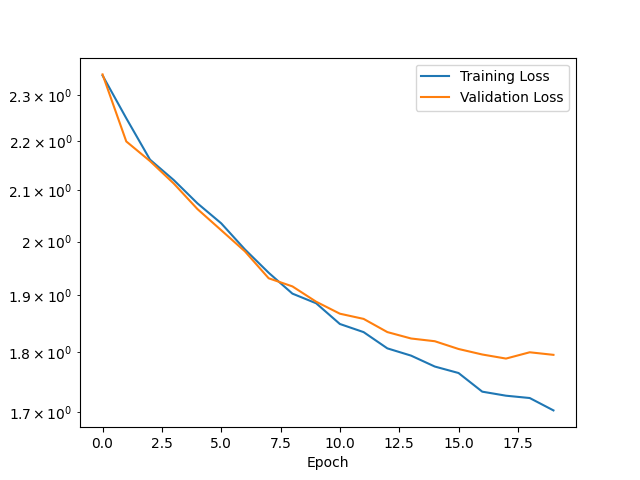 Training Loss
Validation Loss
2.3 × 10⁰
2.2 × 10⁰
2.1 × 10⁰
2 × 10⁰
1.9 × 10⁰
1.8 × 10⁰
1.7 × 10⁰
0.0 2.5 5.0 7.5 10.0 12.5 15.0 17.5
Epoch